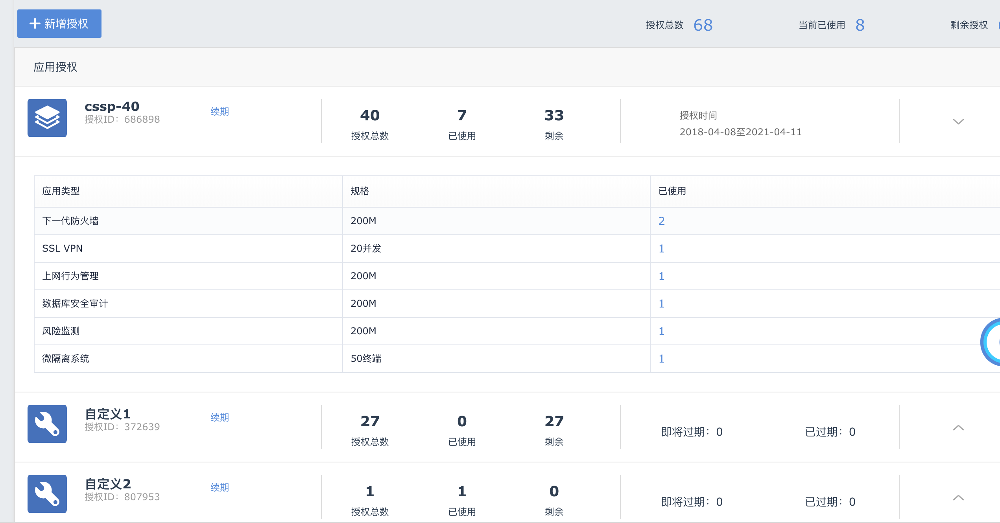 新增授权
授权总数 68 当前已使用 8 剩余授权
应用授权
cssp-40 续期
授权ID：686898
40 7 33
授权总数 已使用 剩余
授权时间
2018-04-08至2021-04-11
应用类型 规格 已使用
下一代防火墙 200M 2
SSL VPN 20并发 1
上网行为管理 200M 1
数据库安全审计 200M 1
风险监测 200M 1
微隔离系统 50终端 1
自定义1 续期
授权ID：372639
27 0 27
授权总数 已使用 剩余
即将过期：0 已过期：0
自定义2 续期
授权ID：807953
1 1 0
授权总数 已使用 剩余
即将过期：0 已过期：0